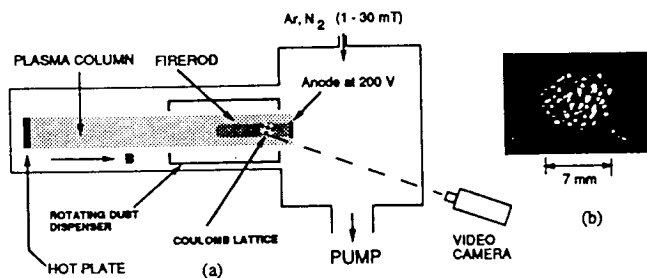 Ar, N2 (1 - 30 mT)
PLASMA COLUMN
FIREROD
Anode at 200 V
(b)
B
7 mm
ROTATING DUST
DISPENSER
COULOMB LATTICE
HOT PLATE
(a)
PUMP
VIDEO
CAMERA